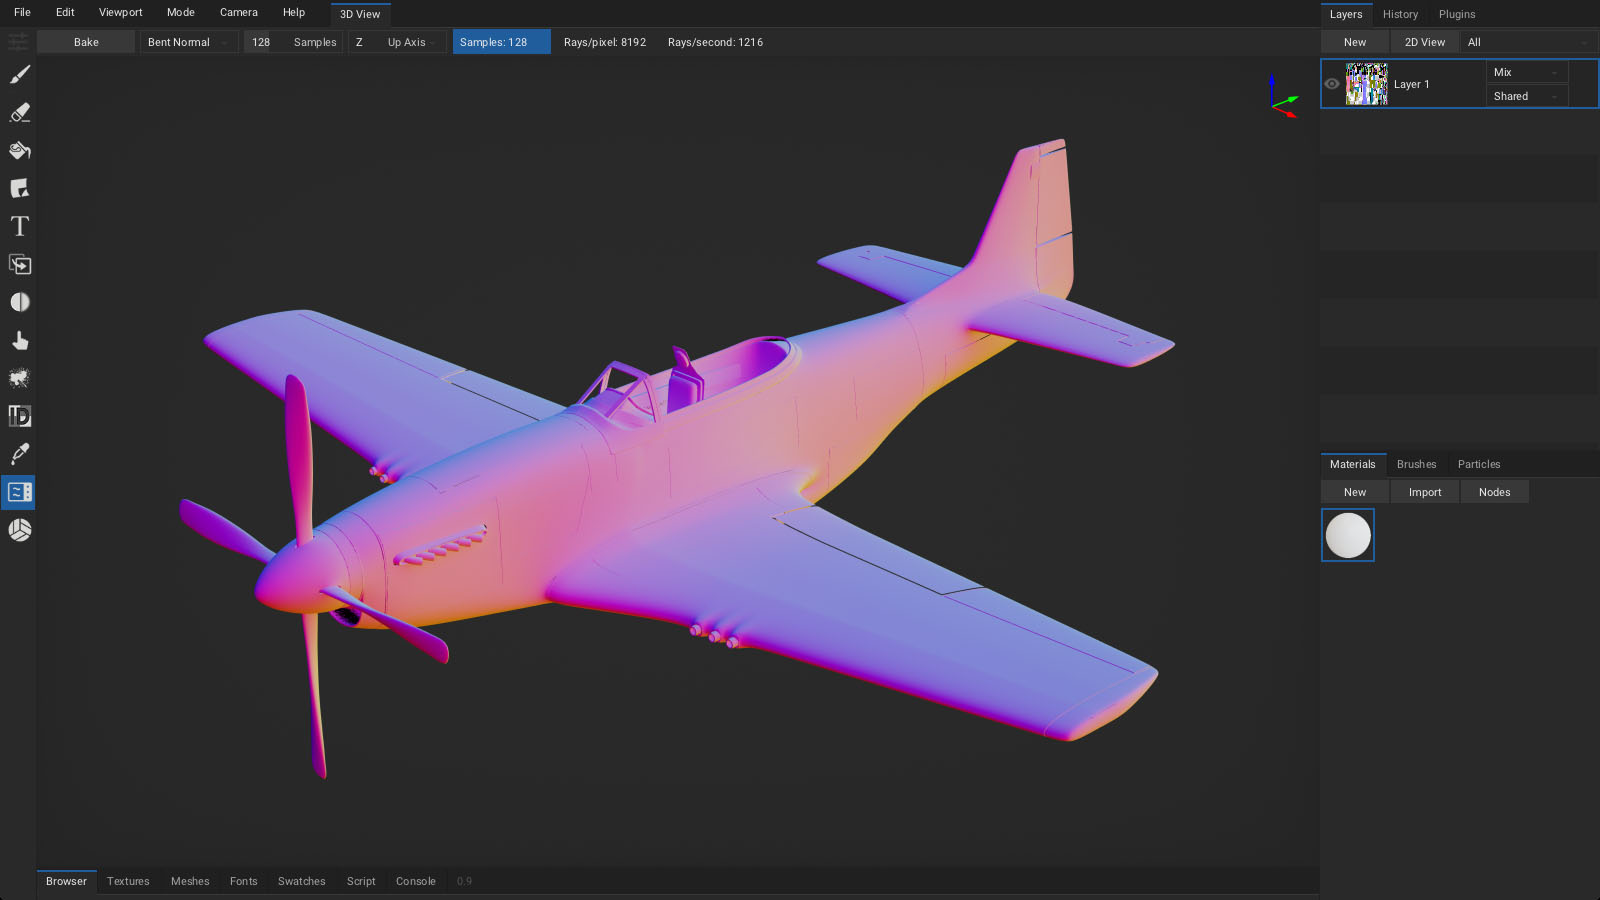 File Edit Viewport Mode Camera Help 3D View
Layers History Plugins
Bake Bent Normal 128 Samples Z Up Axis Samples: 128 Rays/pixel: 8192 Rays/second: 1216
New 2D View All
Layer 1 Mix
Shared
T
ID
Materials Brushes Particles
New Import Nodes
Browser Textures Meshes Fonts Swatches Script Console 0.9